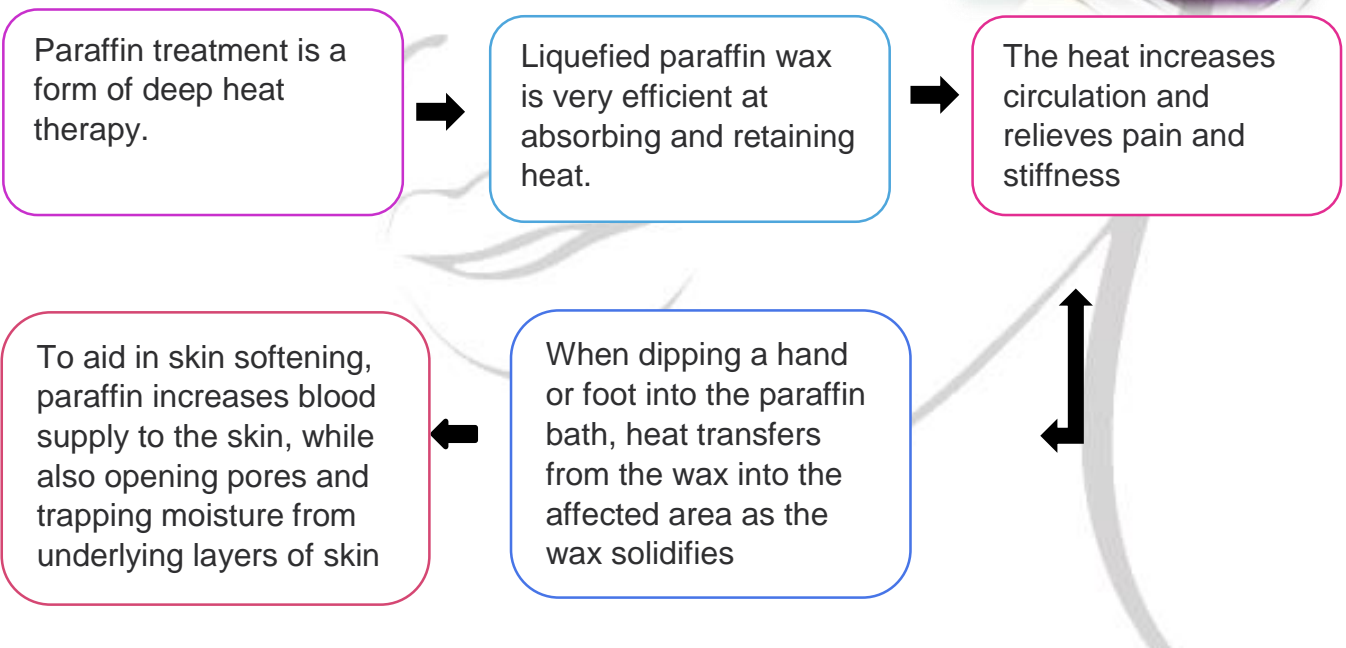 Paraffin treatment is a
form of deep heat
therapy.
Liquefied paraffin wax
is very efficient at
absorbing and retaining
heat.
The heat increases
circulation and
relieves pain and
stiffness
When dipping a hand
or foot into the paraffin
bath, heat transfers
from the wax into the
affected area as the
wax solidifies
To aid in skin softening,
paraffin increases blood
supply to the skin, while
also opening pores and
trapping moisture from
underlying layers of skin